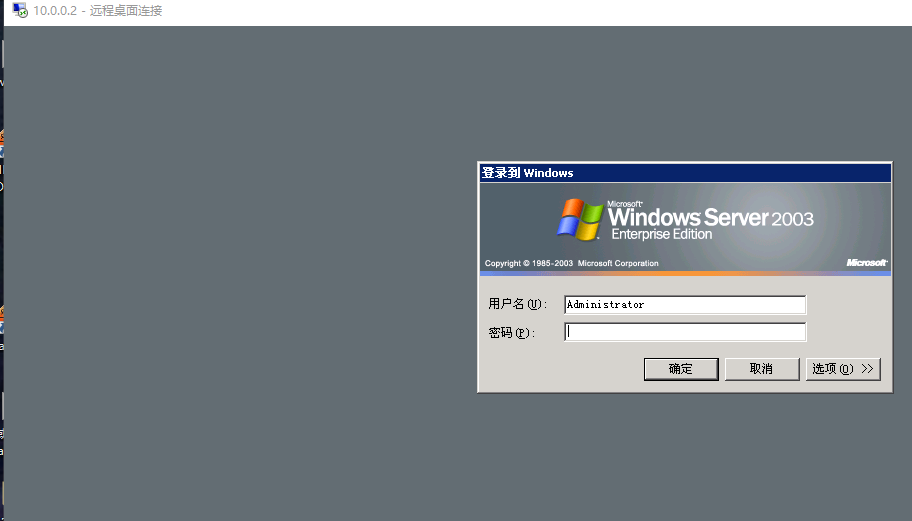 10.0.0.2 - 远程桌面连接
登录到 Windows
Microsoft
Windows Server 2003
Enterprise Edition
Copyright © 1985-2003 Microsoft Corporation
Microsoft
用户名(U):
Administrator
密码(P):
确定
取消
选项(O) >>